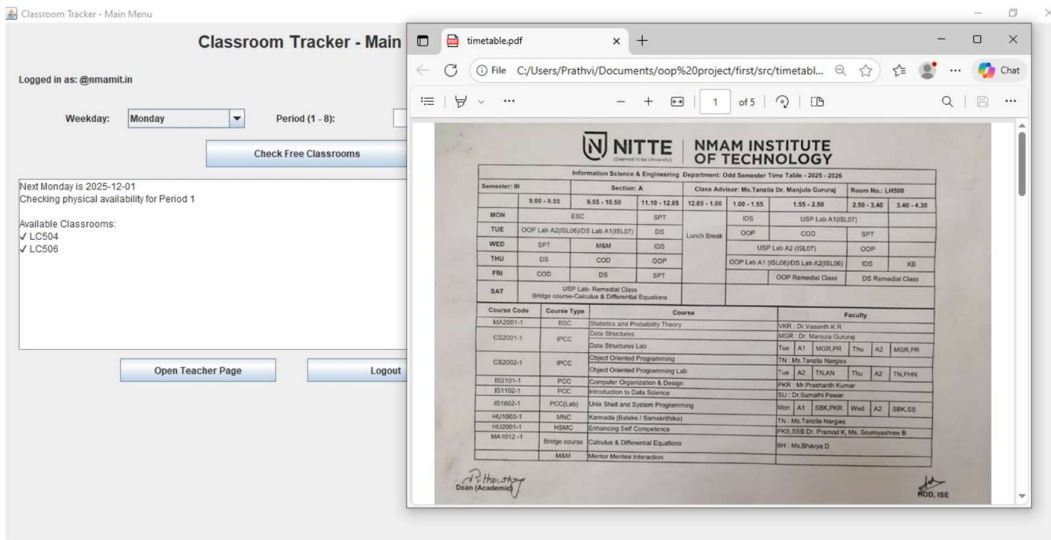 Classroom Tracker - Main Menu
Classroom Tracker - Main
Logged in as: @nmamit.in
Weekday:
Monday
Period (1 - 8):
Check Free Classrooms
Next Monday is 2025-12-01
Checking physical availability for Period 1
Available Classrooms:
✓ LC504
✓ LC506
Open Teacher Page
Logout
timetable.pdf
File C:/Users/Prathvi/Documents/oop%20project/first/src/timetabl...
Chat
1 of 5
NITTE
(Deemed to be University)
NMAM INSTITUTE
OF TECHNOLOGY
Information Science & Engineering Department: Odd Semester Time Table - 2025 - 2026
Semester: III Section: A Class Adviser: Ms.Tanzila Dr. Manjula Gururaj Room No.: LH500
9.00 - 9.55 9.55 - 10.50 11.10 - 12.05 12.05 - 1.00 1.00 - 1.55 1.55 - 2.50 2.50 - 3.40 3.40 - 4.30
MON ESC SPT IDS USP Lab A1(ISL07)
TUE OOP Lab A2(ISL06)/DS Lab A1(ISL07) DS Lunch Break OOP COD SPT
WED SPT M&M IDS USP Lab A2 (ISL07) OOP
THU DS COD OOP OOP Lab A1 (ISL06)/DS Lab A2(ISL06) IDS KB
FRI COD DS SPT OOP Remedial Class DS Remedial Class
SAT USP Lab- Remedial Class
Bridge course-Calculus & Differential Equations
Course Code Course Type Course Faculty
MA2001-1 BSC Statistics and Probability Theory VKR : Dr.Vasanth K R
CS2001-1 IPCC Data Structures MGR : Dr. Manjula Gururaj
Data Structures Lab Tue A1 MGR,PR Thu A2 MGR,PR
CS2002-1 IPCC Object Oriented Programming TN : Ms.Tanzila Nargies
Object Oriented Programming Lab Tue A2 TN,AN Thu A2 TN,PHN
IS2101-1 PCC Computer Organization & Design PKR : Mr.Prashanth Kumar
IS1102-1 PCC Introduction to Data Science SU : Dr.Sumathi Pawar
IS1602-1 PCC(Lab) Unix Shell and System Programming Mon A1 SBK,PKR Wed A2 SBK,SS
HU1003-1 MNC Kannada (Balake / Samskrithika) TN : Ms.Tanzila Nargies
HU2001-1 HSMC Enhancing Self Competence PKS,SSB Dr. Pramod K, Ms. Soumyashree B
MA1012 -1 Bridge course Calculus & Differential Equations BH : Ms.Bhavya D
M&M Mentor Mentee Interaction
Dean (Academic)
HOD, ISE